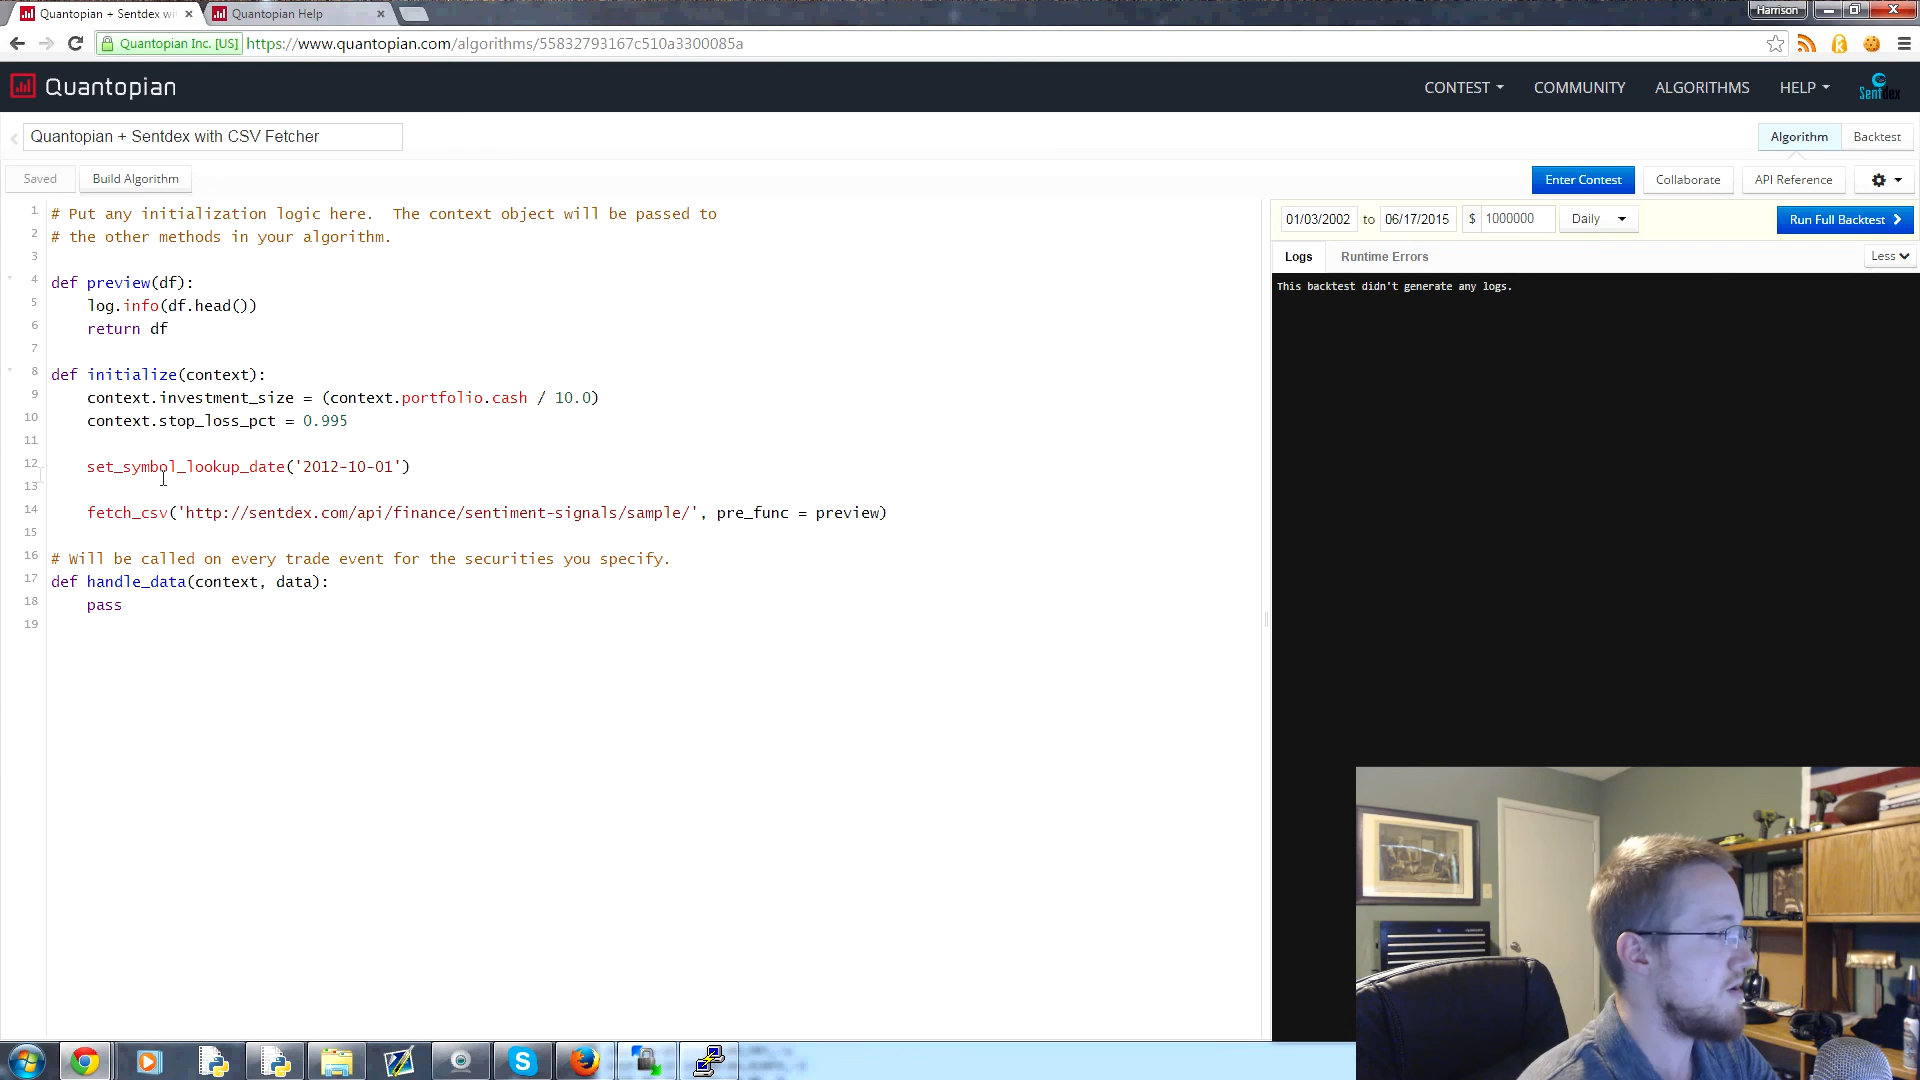 Quantopian + Sentdex wit
Quantopian Help
Harrison
Quantopian Inc. [US]
https://www.quantopian.com/algorithms/55832793167c510a3300085a
Quantopian
CONTEST
COMMUNITY
ALGORITHMS
HELP
Sentdex
Quantopian + Sentdex with CSV Fetcher
Algorithm
Backtest
Saved
Build Algorithm
Enter Contest
Collaborate
API Reference
1 # Put any initialization logic here.  The context object will be passed to
2 # the other methods in your algorithm.
3
4 def preview(df):
5     log.info(df.head())
6     return df
7
8 def initialize(context):
9     context.investment_size = (context.portfolio.cash / 10.0)
10     context.stop_loss_pct = 0.995
11
12     set_symbol_lookup_date('2012-10-01')
13
14     fetch_csv('http://sentdex.com/api/finance/sentiment-signals/sample/', pre_func = preview)
15
16 # Will be called on every trade event for the securities you specify.
17 def handle_data(context, data):
18     pass
19
01/03/2002 to 06/17/2015 $ 1000000 Daily
Run Full Backtest
Logs
Runtime Errors
Less
This backtest didn't generate any logs.